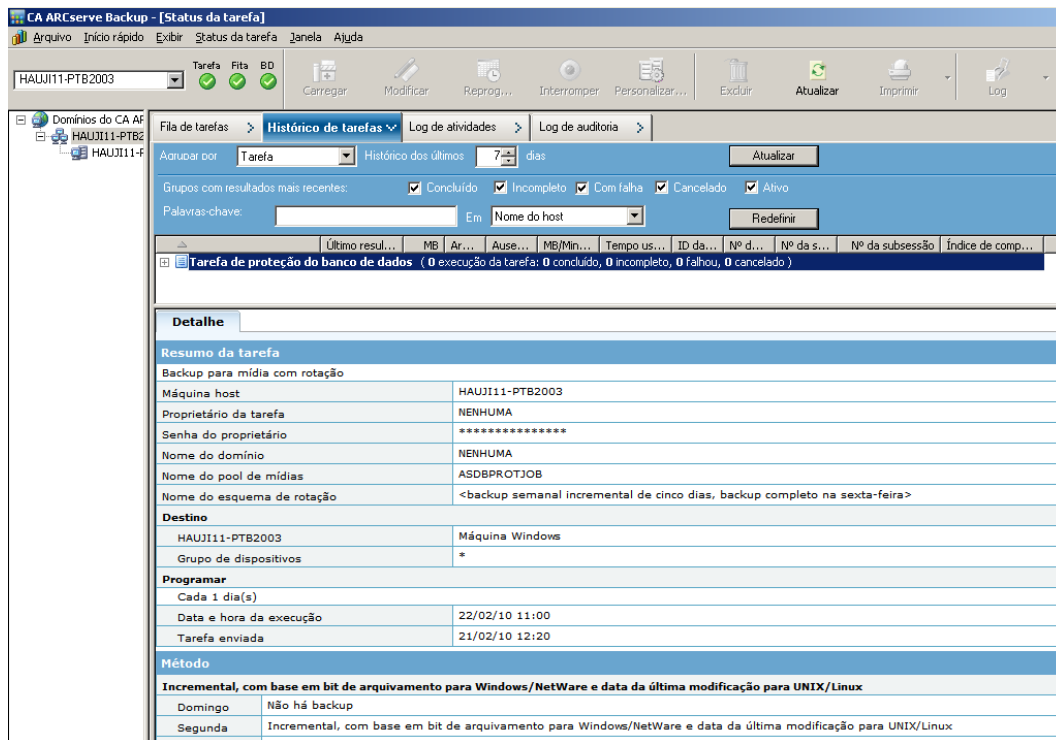 CA ARCserve Backup - [Status da tarefa]
Arquivo Início rápido Exibir Status da tarefa Janela Ajuda
HAUJI11-PTB2003 Tarefa Fita BD Carregar Modificar Reprog... Interromper Personalizar... Excluir Atualizar Imprimir Log
Domínios do CA AF
HAUJI11-PTB2
HAUJI11-F
Fila de tarefas > Histórico de tarefas Log de atividades > Log de auditoria >
Agrupar por Tarefa Histórico dos últimos 7 dias Atualizar
Grupos com resultados mais recentes: Concluído Incompleto Com falha Cancelado Ativo
Palavras-chave: Em Nome do host Redefinir
Último resul... MB Ar... Ause... MB/Min... Tempo us... ID da... Nº d... Nº da s... Nº da subsessão Índice de comp...
Tarefa de proteção do banco de dados ( 0 execução da tarefa: 0 concluído, 0 incompleto, 0 falhou, 0 cancelado )
Detalhe
Resumo da tarefa
Backup para mídia com rotação
Máquina host HAUJI11-PTB2003
Proprietário da tarefa NENHUMA
Senha do proprietário ***************
Nome do domínio NENHUMA
Nome do pool de mídias ASDBPROTJOB
Nome do esquema de rotação <backup semanal incremental de cinco dias, backup completo na sexta-feira>
Destino
HAUJI11-PTB2003 Máquina Windows
Grupo de dispositivos *
Programar
Cada 1 dia(s)
Data e hora da execução 22/02/10 11:00
Tarefa enviada 21/02/10 12:20
Método
Incremental, com base em bit de arquivamento para Windows/NetWare e data da última modificação para UNIX/Linux
Domingo Não há backup
Segunda Incremental, com base em bit de arquivamento para Windows/NetWare e data da última modificação para UNIX/Linux